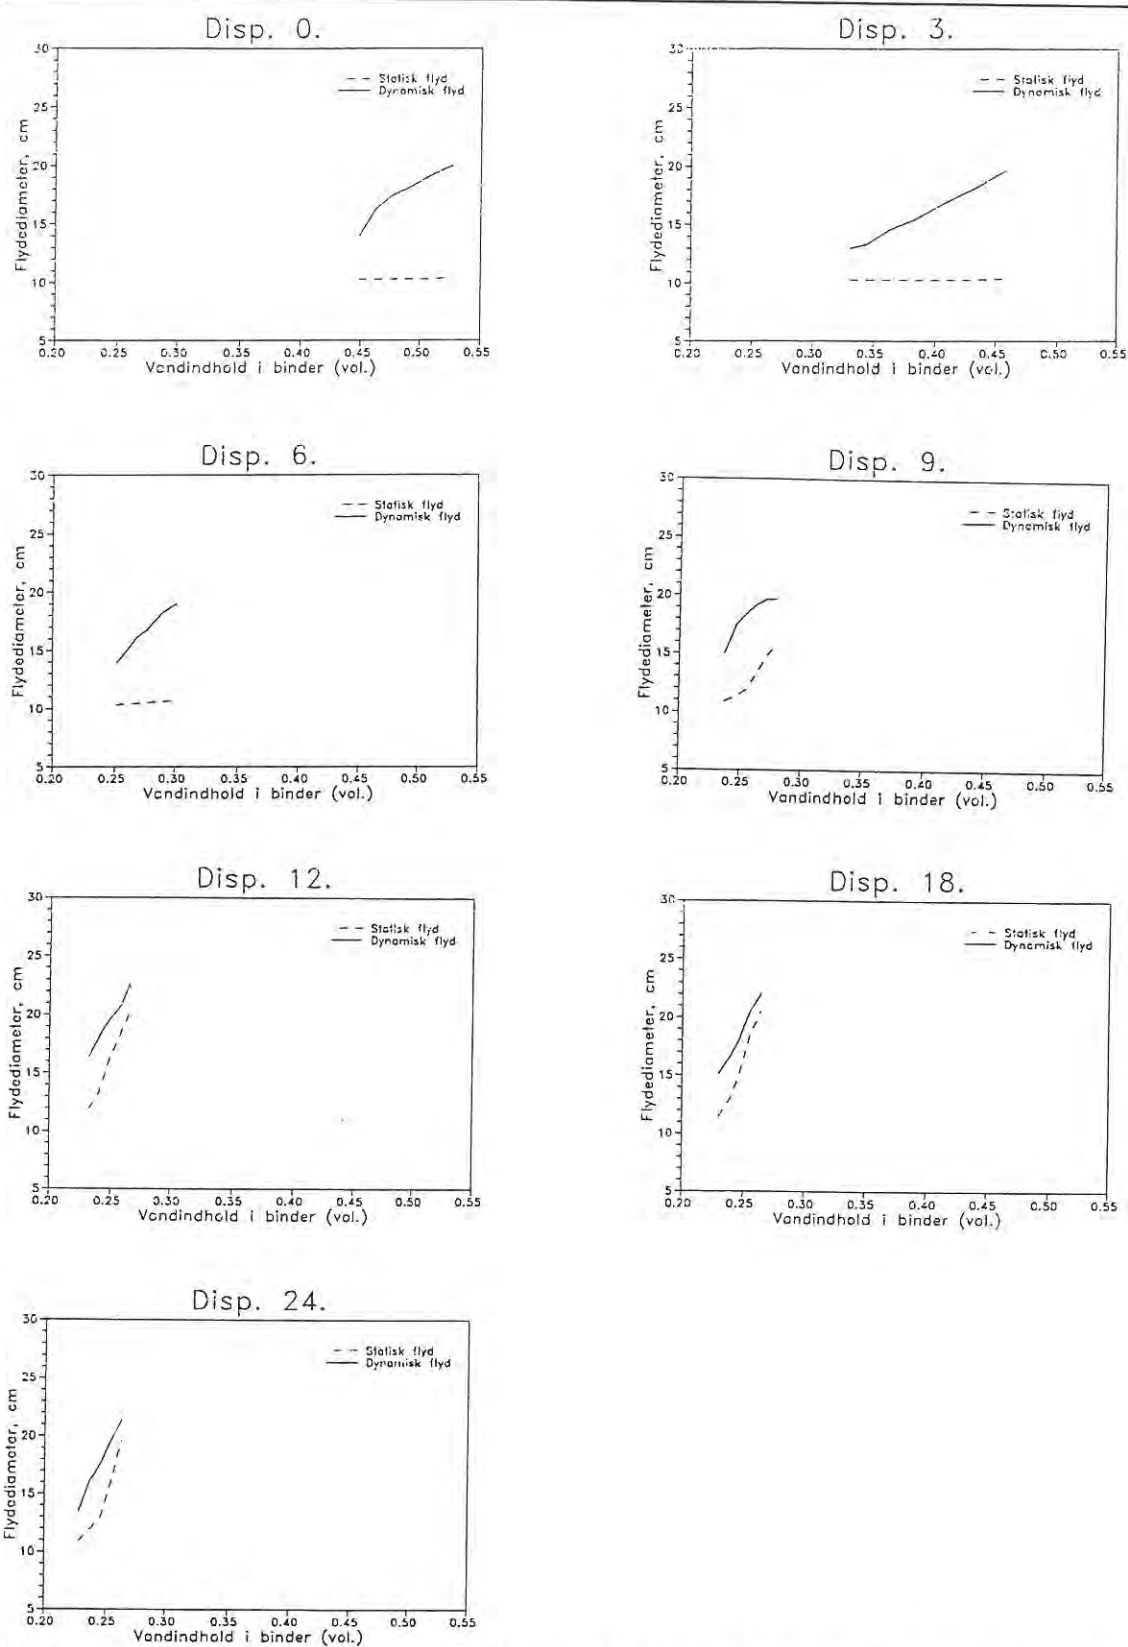 Disp. 0.
30
25
20
15
10
5
Flydediameter, cm
Statisk flyd
Dynamisk flyd
0.20 0.25 0.30 0.35 0.40 0.45 0.50 0.55
Vandindhold i binder (vol.)
Disp. 3.
30
25
20
15
10
5
Flydediameter, cm
Statisk flyd
Dynamisk flyd
0.20 0.25 0.30 0.35 0.40 0.45 0.50 0.55
Vandindhold i binder (vol.)
Disp. 6.
30
25
20
15
10
5
Flydediameter, cm
Statisk flyd
Dynamisk flyd
0.20 0.25 0.30 0.35 0.40 0.45 0.50 0.55
Vandindhold i binder (vol.)
Disp. 9.
30
25
20
15
10
5
Flydediameter, cm
Statisk flyd
Dynamisk flyd
0.20 0.25 0.30 0.35 0.40 0.45 0.50 0.55
Vandindhold i binder (vol.)
Disp. 12.
30
25
20
15
10
5
Flydediameter, cm
Statisk flyd
Dynamisk flyd
0.20 0.25 0.30 0.35 0.40 0.45 0.50 0.55
Vandindhold i binder (vol.)
Disp. 18.
30
25
20
15
10
5
Flydediameter, cm
Statisk flyd
Dynamisk flyd
0.20 0.25 0.30 0.35 0.40 0.45 0.50 0.55
Vandindhold i binder (vol.)
Disp. 24.
30
25
20
15
10
5
Flydediameter, cm
Statisk flyd
Dynamisk flyd
0.20 0.25 0.30 0.35 0.40 0.45 0.50 0.55
Vandindhold i binder (vol.)